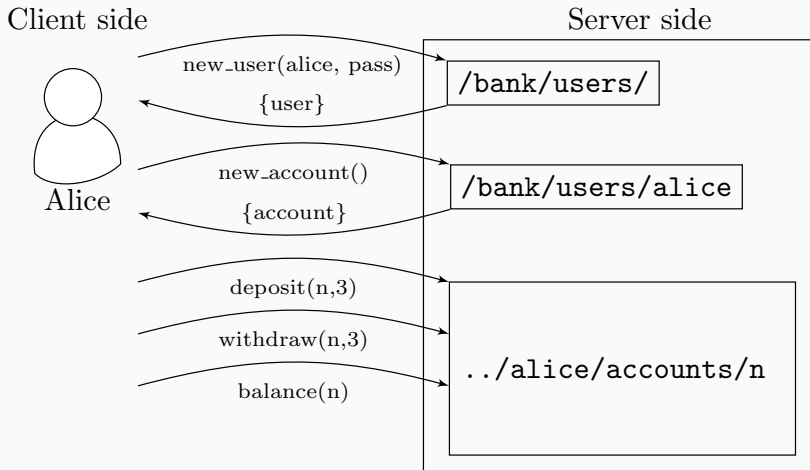 Client side
Server side
new_user(alice, pass)
/bank/users/
{user}
new_account()
/bank/users/alice
Alice
{account}
deposit(n,3)
withdraw(n,3)
../alice/accounts/n
balance(n)